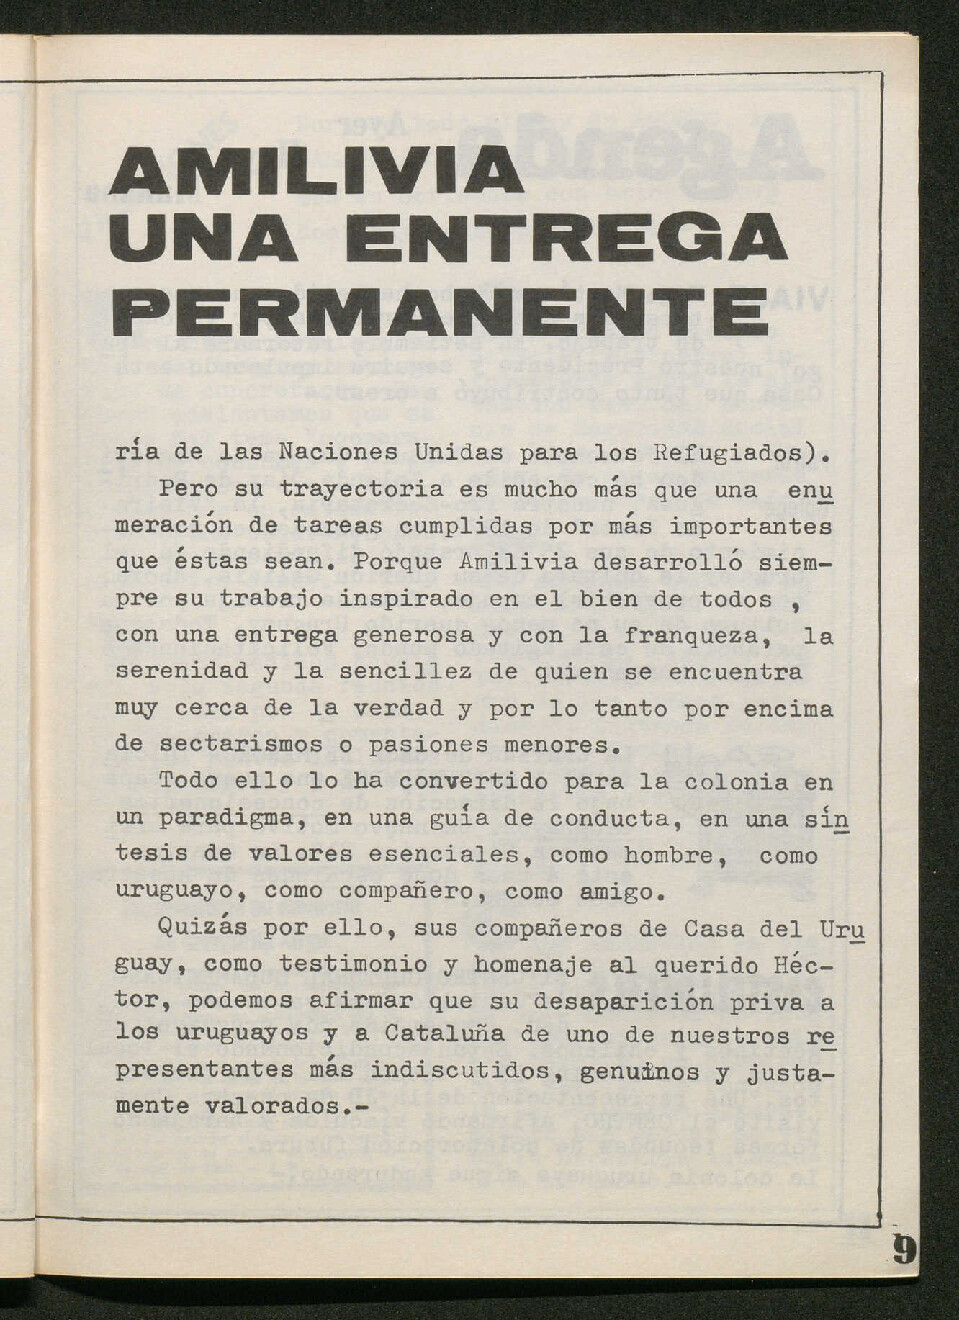 AMILIVIA
UNA ENTREGA
PERMANENTE
ría de las Naciones Unidas para los Refugiados).
Pero su trayectoria es mucho más que una enu
meración de tareas cumplidas por más importantes
que éstas sean. Porque Amilivia desarrolló siem-
pre su trabajo inspirado en el bien de todos ,
con una entrega generosa y con la franqueza, la
serenidad y la sencillez de quien se encuentra
muy cerca de la verdad y por lo tanto por encima
de sectarismos o pasiones menores.
Todo ello lo ha convertido para la colonia en
un paradigma, en una guía de conducta, en una sín
tesis de valores esenciales, como hombre, como
uruguayo, como compañero, como amigo.
Quizás por ello, sus compañeros de Casa del Uru
guay, como testimonio y homenaje al querido Héc-
tor, podemos afirmar que su desaparición priva a
los uruguayos y a Cataluña de uno de nuestros re
presentantes más indiscutidos, genuinos y justa-
mente valorados.-
9